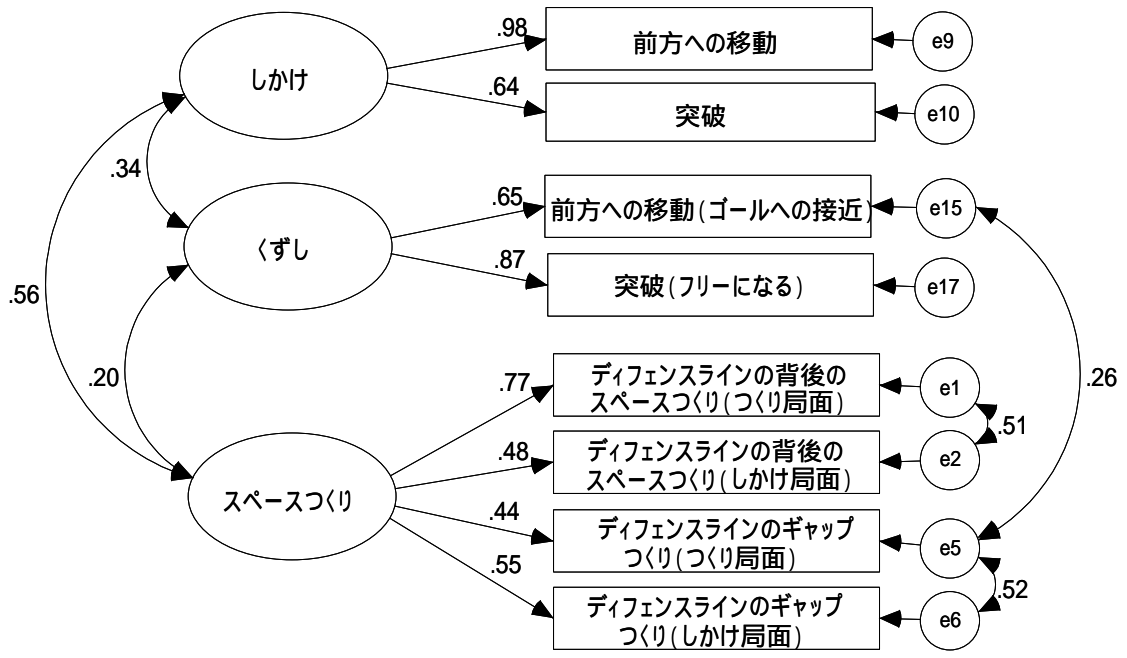 .98
前方への移動
e9
しかけ
.64
突破
e10
.34
.65
前方への移動(ゴールへの接近)
e15
くずし
.87
突破(フリーになる)
e17
.56
.20
.77
ディフェンスラインの背後の
スペースつくり(つくり局面)
e1
.26
.51
.48
ディフェンスラインの背後の
スペースつくり(しかけ局面)
e2
スペースつくり
.44
ディフェンスラインのギャップ
つくり(つくり局面)
e5
.55
.52
ディフェンスラインのギャップ
つくり(しかけ局面)
e6